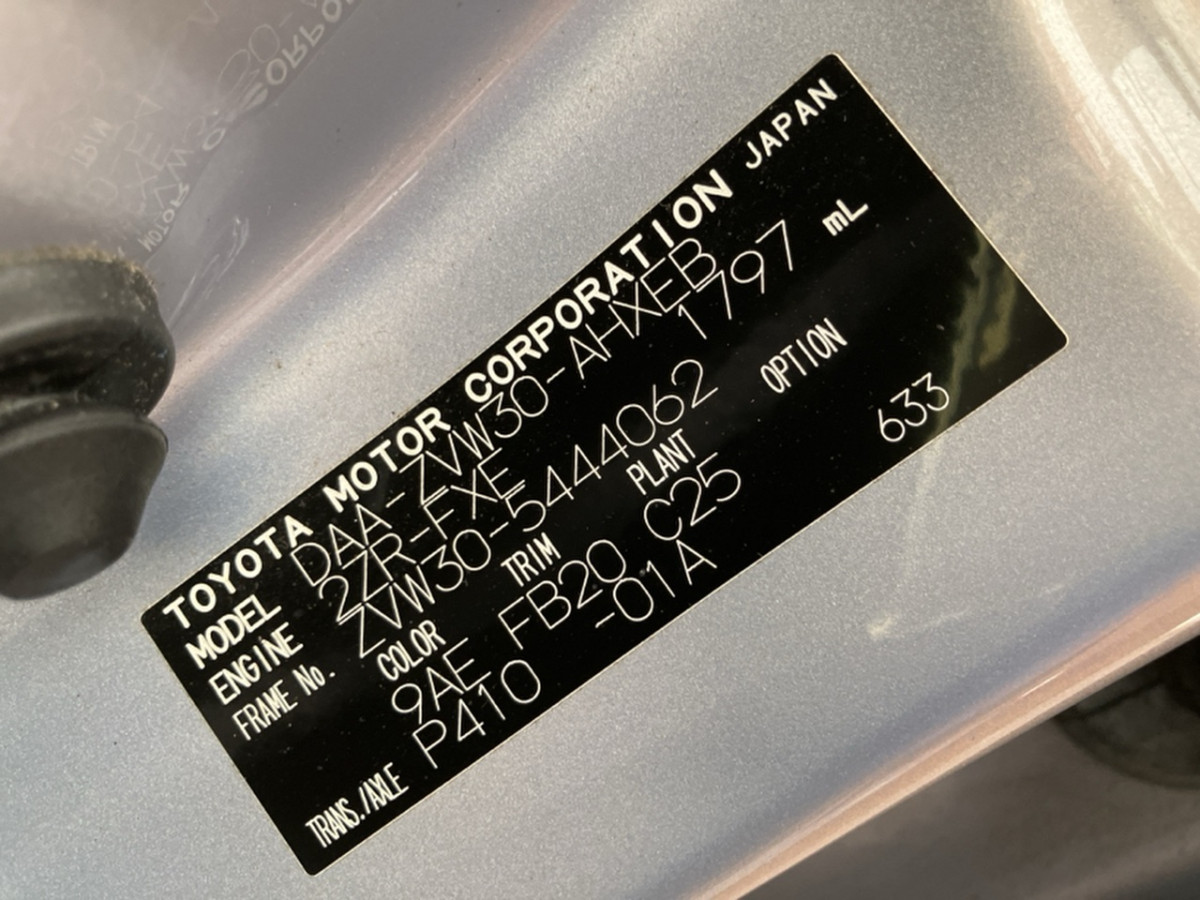 TOYOTA MOTOR CORPORATION JAPAN
MODEL DAA-ZVW30-AHXEB
ENGINE 2ZR-FXE 1797 mL
FRAME No. ZVW30-5444062
COLOR TRIM PLANT OPTION
9AE FB20 C25 633
TRANS./AXLE P410 -01A